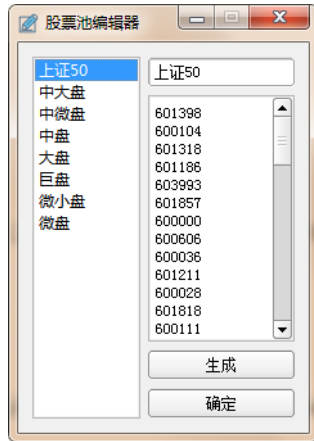 股票池编辑器
上证50
中大盘
中微盘
中盘
大盘
巨盘
微小盘
微盘
上证50
601398
600104
601318
601186
603993
601857
600000
600606
600036
601211
600028
601818
600111
生成
确定